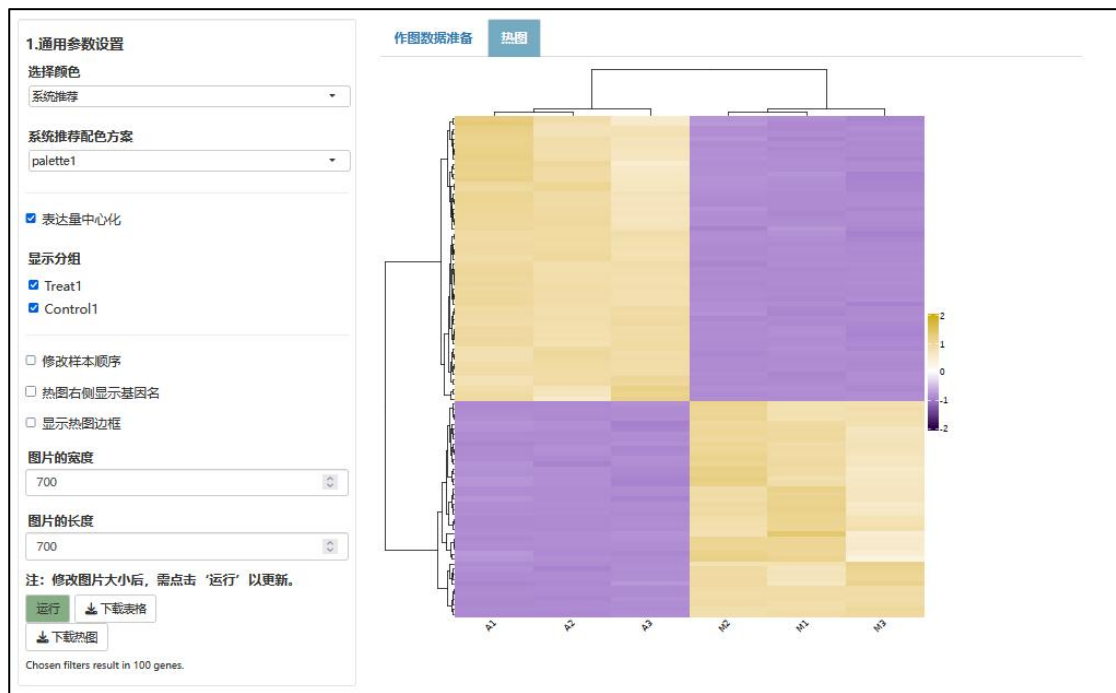 1.通用参数设置
选择颜色
系统推荐
系统推荐配色方案
palette1
表达量中心化
显示分组
Treat1
Control1
修改样本顺序
热图右侧显示基因名
显示热图边框
图片的宽度
700
图片的长度
700
注：修改图片大小后，需点击‘运行’以更新。
运行 下载表格
下载热图
Chosen filters result in 100 genes.
作图数据准备 热图
2
1
0
-1
-2
A1 A2 A3 M2 M1 M3